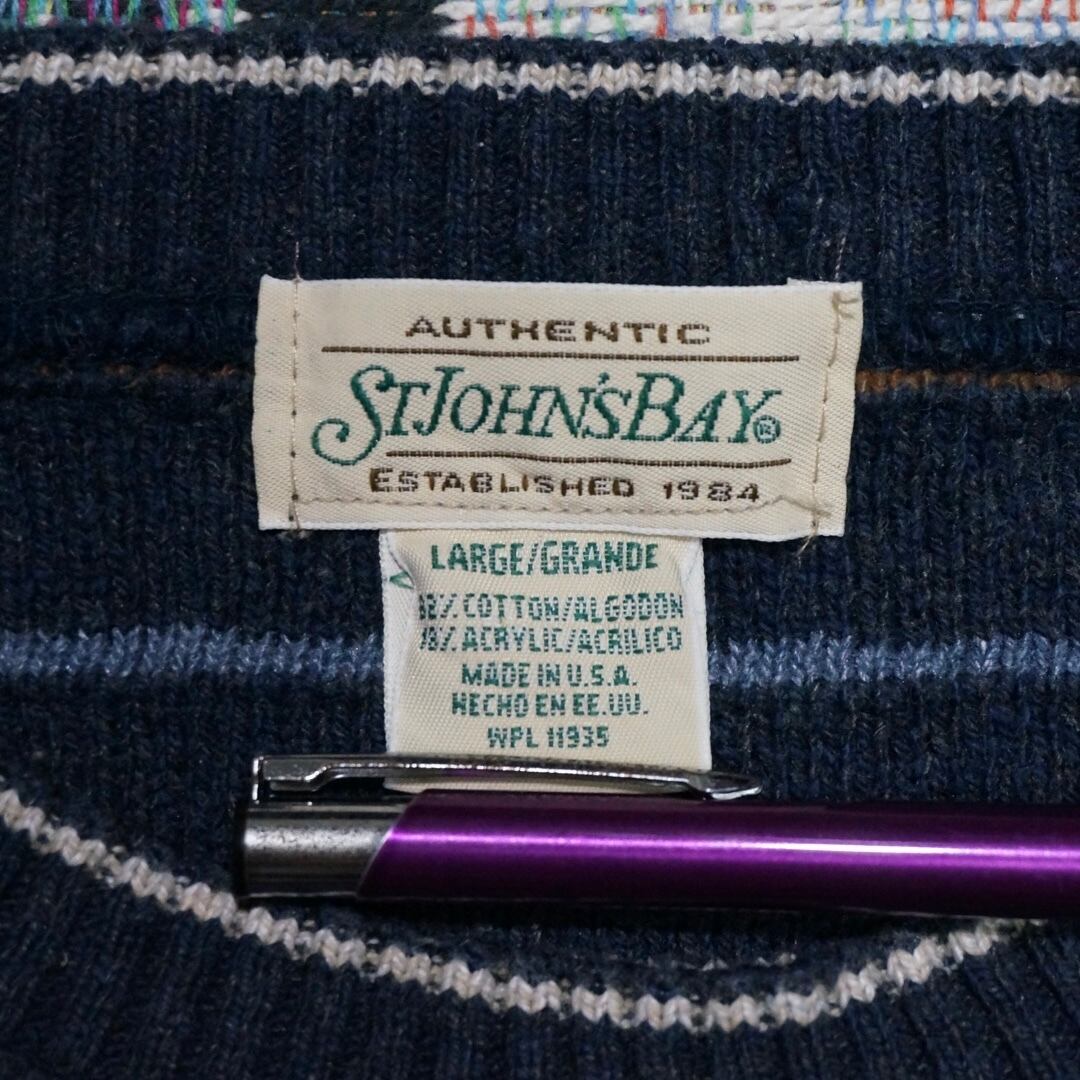 AUTHENTIC
ST JOHN'S BAY®
ESTABLISHED 1984
LARGE/GRANDE
COTTON/ALGODON
ACRYLIC/ACRILICO
MADE IN U.S.A.
HECHO EN EE.UU.
WPL 11935